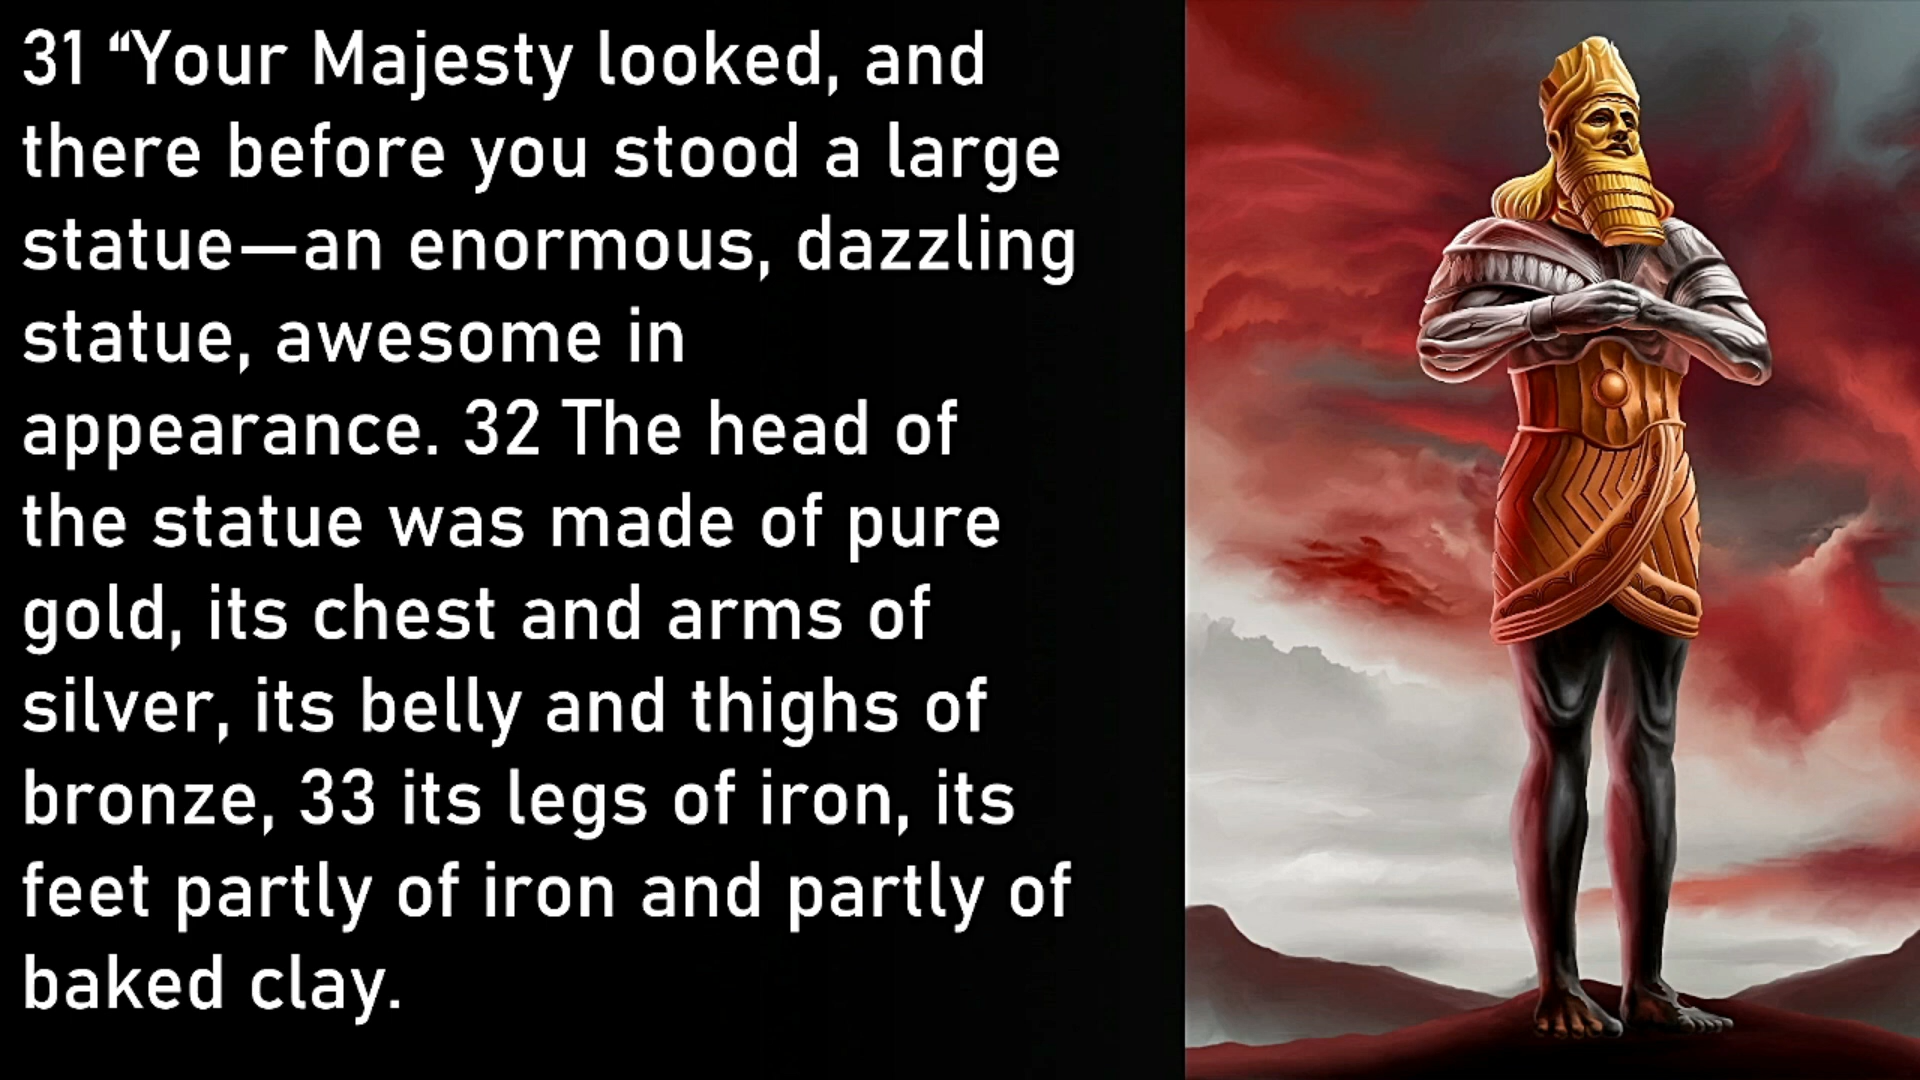 31 “Your Majesty looked, and
there before you stood a large
statue—an enormous, dazzling
statue, awesome in
appearance. 32 The head of
the statue was made of pure
gold, its chest and arms of
silver, its belly and thighs of
bronze, 33 its legs of iron, its
feet partly of iron and partly of
baked clay.